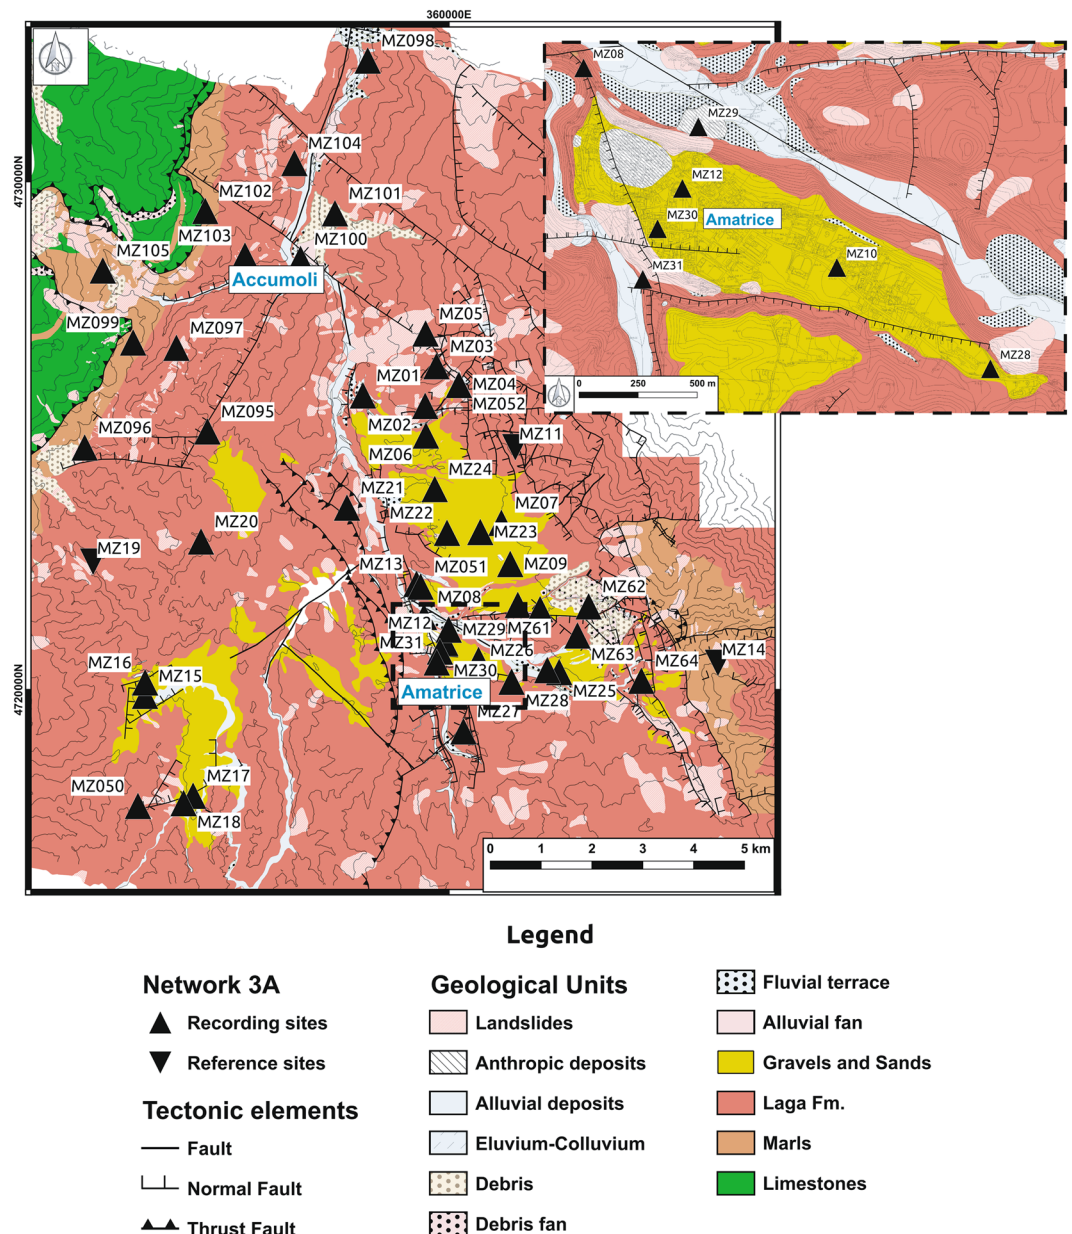 360000E
4730000N
4720000N
MZ098
MZ104
MZ102
MZ101
MZ103
MZ100
MZ105
Accumoli
MZ099
MZ097
MZ05
MZ03
MZ01
MZ04
MZ052
MZ095
MZ02
MZ096
MZ11
MZ06
MZ24
MZ21
MZ22
MZ07
MZ20
MZ23
MZ19
MZ13
MZ051
MZ09
MZ62
MZ08
MZ12
MZ29
MZ61
MZ31
MZ26
MZ63
MZ64
MZ14
MZ16
MZ15
MZ30
Amatrice
MZ25
MZ28
MZ27
MZ050
MZ17
MZ18
0 1 2 3 4 5 km
MZ08
MZ29
MZ12
MZ30
Amatrice
MZ10
MZ31
MZ28
0 250 500 m
Legend
Network 3A
Recording sites
Reference sites
Tectonic elements
Fault
Normal Fault
Thrust Fault
Geological Units
Landslides
Anthropic deposits
Alluvial deposits
Eluvium-Colluvium
Debris
Debris fan
Fluvial terrace
Alluvial fan
Gravels and Sands
Laga Fm.
Marls
Limestones